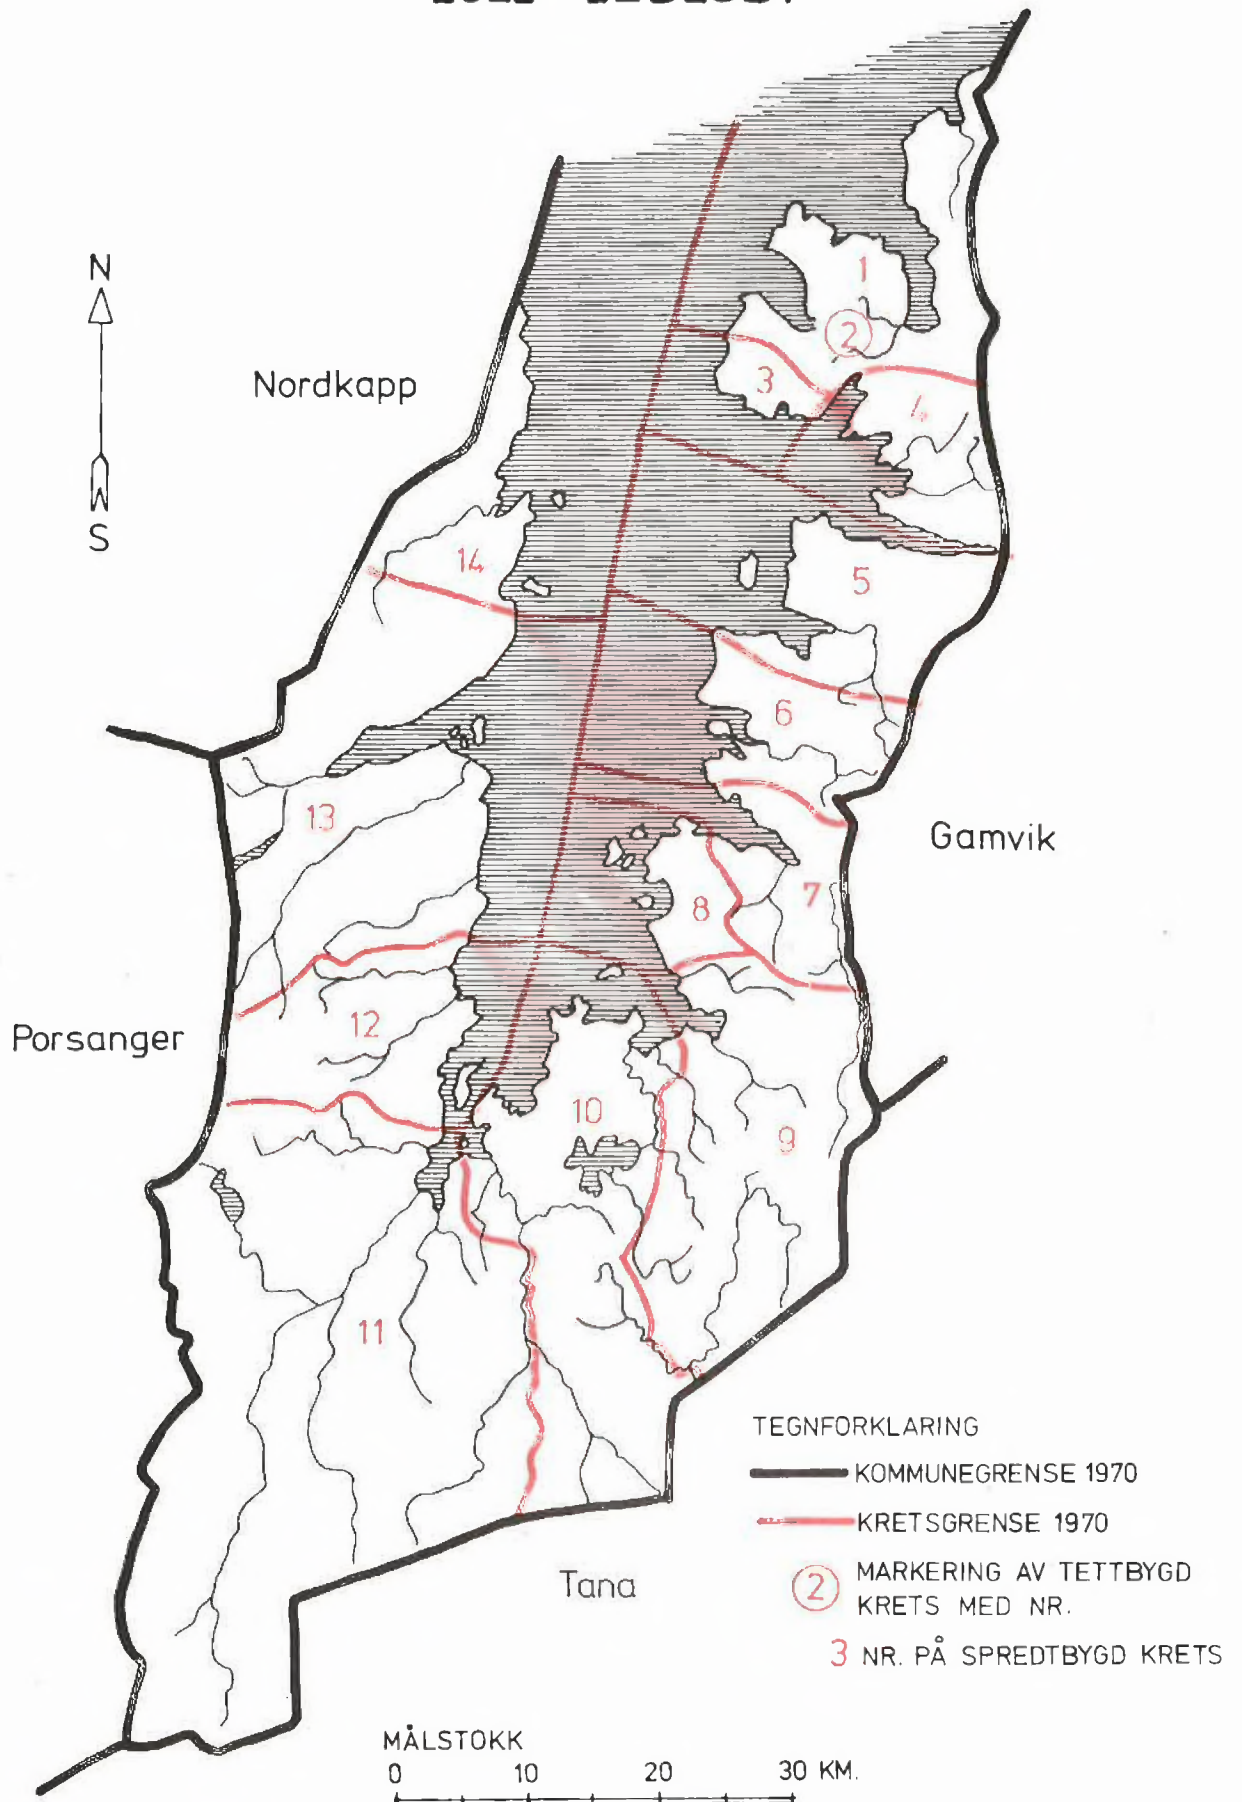 N
S
Nordkapp
Gamvik
Porsanger
Tana
1
2
3
4
5
6
7
8
9
10
11
12
13
14
TEGNFORKLARING
KOMMUNEGRENSE 1970
KRETSGRENSE 1970
2 MARKERING AV TETTBYGD
KRETS MED NR.
3 NR. PÅ SPREDTBYGD KRETS
MÅLSTOKK
0 10 20 30 KM.